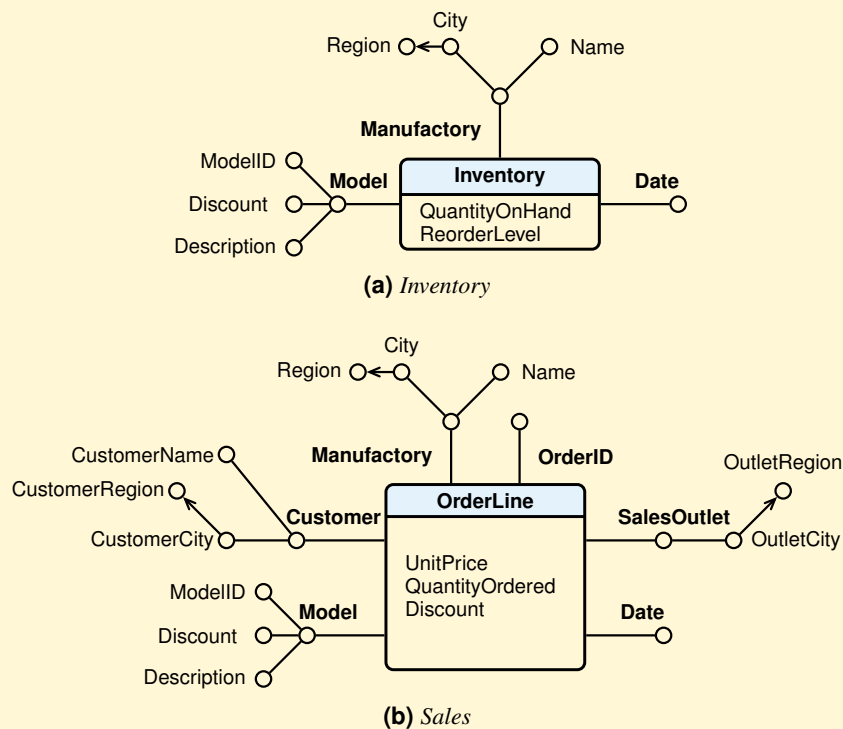 City
Region
Name
Manufactory
ModelID
Model
Inventory
Date
Discount
QuantityOnHand
ReorderLevel
Description
(a) Inventory
City
Region
Name
CustomerName
Manufactory
OrderID
OutletRegion
CustomerRegion
OrderLine
Customer
SalesOutlet
CustomerCity
OutletCity
UnitPrice
QuantityOrdered
Discount
ModelID
Model
Date
Discount
Description
(b) Sales